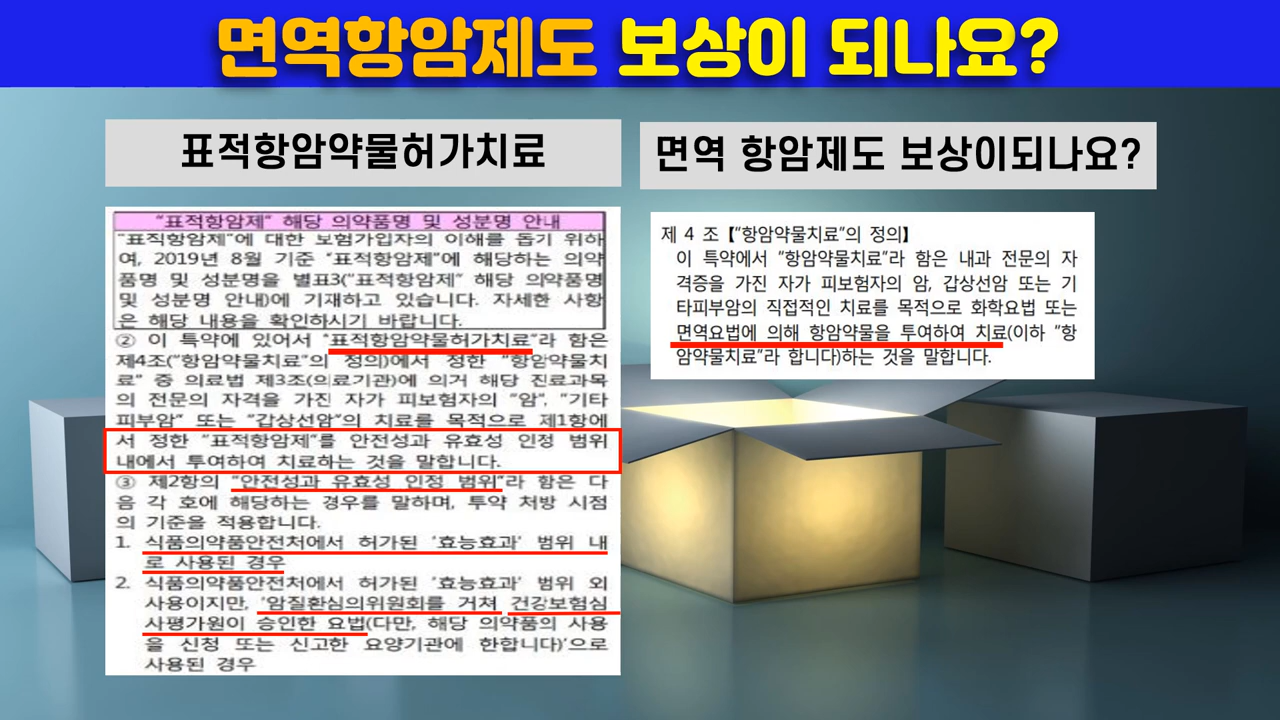 면역항암제도 보상이 되나요?
표적항암약물허가치료
"표적항암제" 해당 의약품명 및 성분명 안내
"표적항암제"에 대한 보험가입자의 이해를 돕기 위하
여, 2019년 8월 기준 "표적항암제"에 해당하는 의약
품명 및 성분명을 별표3("표적항암제" 해당 의약품명
및 성분명 안내)에 기재하고 있습니다. 자세한 사항
은 해당 내용을 확인하시기 바랍니다.
② 이 특약에 있어서 "표적항암약물허가치료"라 함은
제4조("항암약물치료"의 정의)에서 정한 "항암약물치
료" 중 의료법 제3조(의료기관)에 의거 해당 진료과목
의 전문의 자격을 가진 자가 피보험자의 "암", "기타
피부암" 또는 "갑상선암"의 치료를 목적으로 제1항에
서 정한 "표적항암제"를 안전성과 유효성 인정 범위
내에서 투여하여 치료하는 것을 말합니다.
③ 제2항의 "안전성과 유효성 인정 범위"라 함은 다
음 각 호에 해당하는 경우를 말하며, 투약 처방 시점
의 기준을 적용합니다.
1. 식품의약품안전처에서 허가된 '효능효과' 범위 내
로 사용된 경우
2. 식품의약품안전처에서 허가된 '효능효과' 범위 외
사용이지만, '암질환심의위원회를 거쳐 건강보험심
사평가원이 승인한 요법(다만, 해당 의약품의 사용
을 신청 또는 신고한 요양기관에 한합니다)'으로
사용된 경우
면역 항암제도 보상이되나요?
제 4 조 【"항암약물치료"의 정의】
이 특약에서 "항암약물치료"라 함은 내과 전문의 자
격증을 가진 자가 피보험자의 암, 갑상선암 또는 기
타피부암의 직접적인 치료를 목적으로 화학요법 또는
면역요법에 의해 항암약물을 투여하여 치료(이하 "항
암약물치료"라 합니다)하는 것을 말합니다.